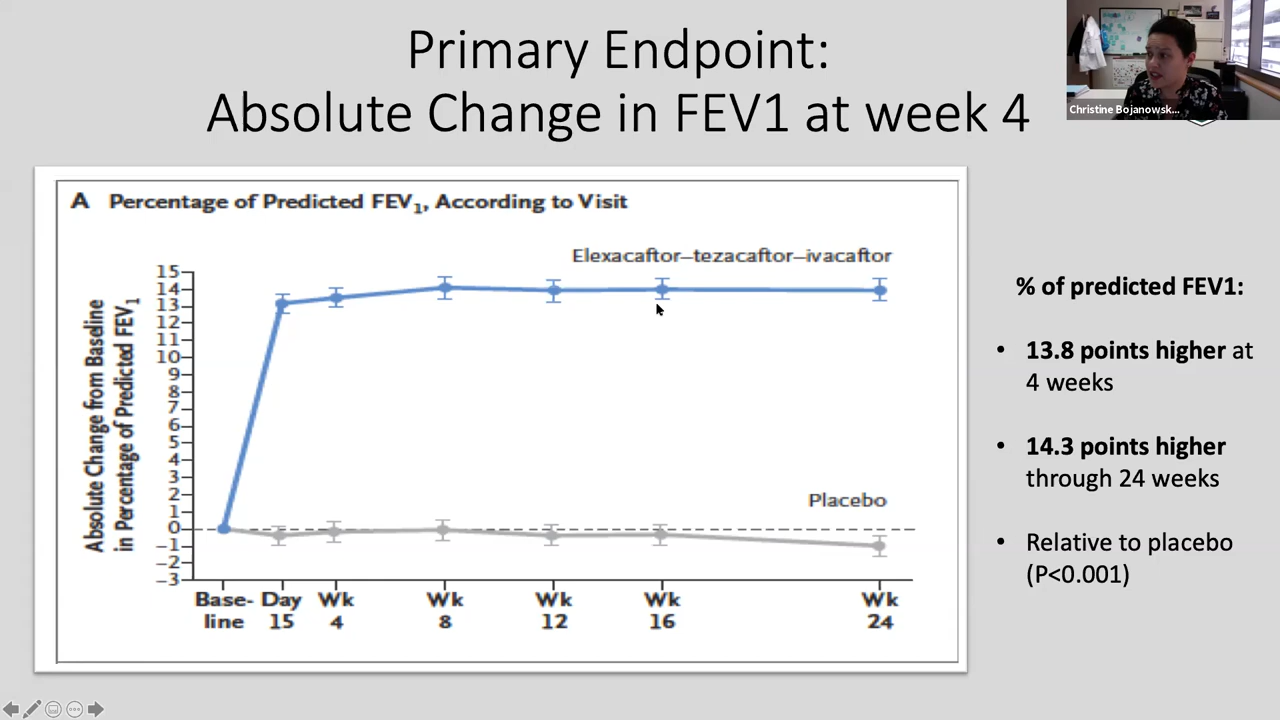 Primary Endpoint:
Absolute Change in FEV1 at week 4
Christine Bojanowsk...
A Percentage of Predicted FEV1, According to Visit
Elexacaftor–tezacaftor–ivacaftor
Absolute Change from Baseline
in Percentage of Predicted FEV1
15
14
13
12
11
10
9
8
7
6
5
4
3
2
1
0
−1
−2
−3
Placebo
Base- Day Wk Wk Wk Wk Wk
line 15 4 8 12 16 24
% of predicted FEV1:
• 13.8 points higher at
4 weeks
• 14.3 points higher
through 24 weeks
• Relative to placebo
(P<0.001)